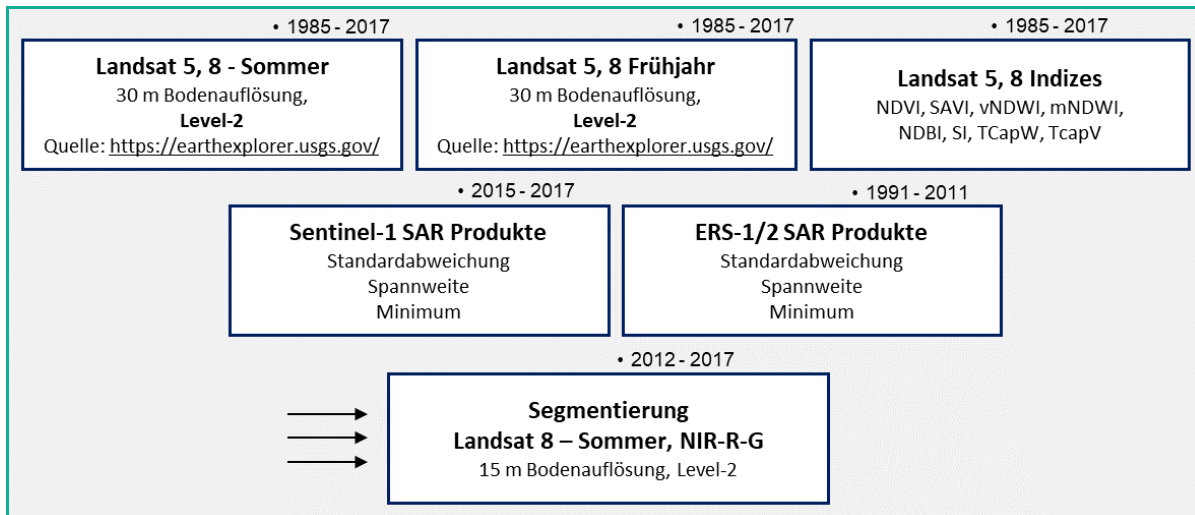 • 1985 - 2017
Landsat 5, 8 - Sommer
30 m Bodenauflösung,
Level-2
Quelle: https://earthexplorer.usgs.gov/
• 1985 - 2017
Landsat 5, 8 Frühjahr
30 m Bodenauflösung,
Level-2
Quelle: https://earthexplorer.usgs.gov/
• 1985 - 2017
Landsat 5, 8 Indizes
NDVI, SAVI, vNDWI, mNDWI,
NDBI, SI, TCapW, TcapV
• 2015 - 2017
Sentinel-1 SAR Produkte
Standardabweichung
Spannweite
Minimum
• 1991 - 2011
ERS-1/2 SAR Produkte
Standardabweichung
Spannweite
Minimum
• 2012 - 2017
Segmentierung
Landsat 8 – Sommer, NIR-R-G
15 m Bodenauflösung, Level-2